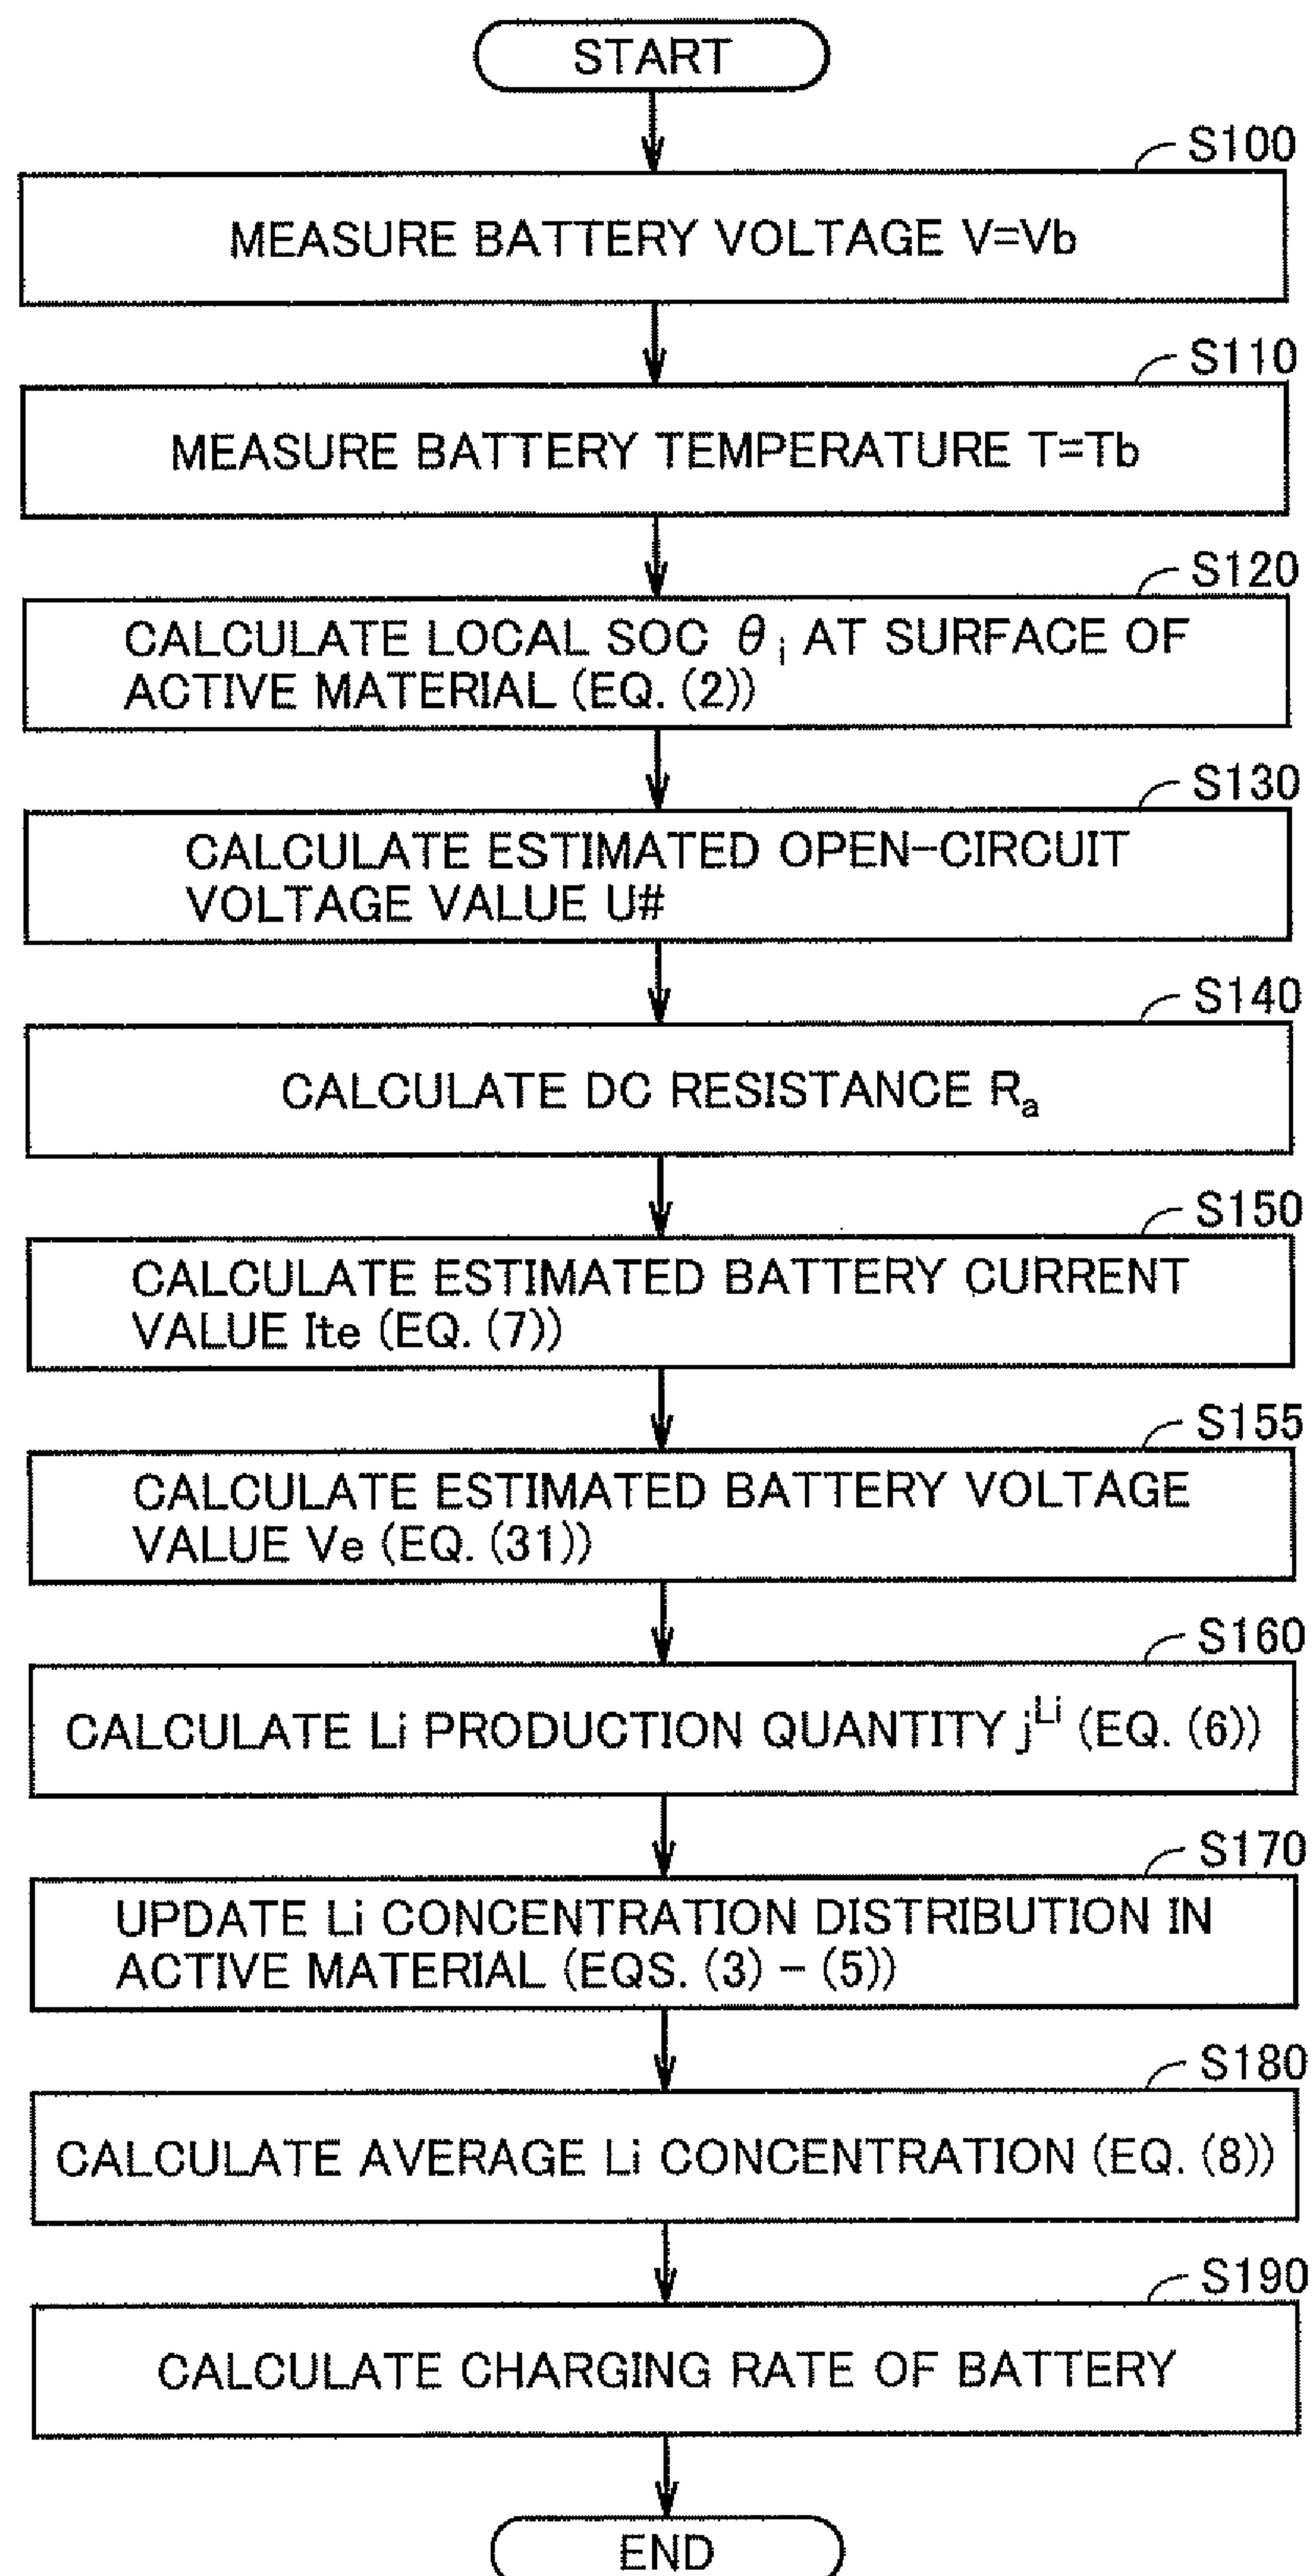 START
S100
MEASURE BATTERY VOLTAGE V=Vb
S110
MEASURE BATTERY TEMPERATURE T=Tb
S120
CALCULATE LOCAL SOC θi AT SURFACE OF
ACTIVE MATERIAL (EQ. (2))
S130
CALCULATE ESTIMATED OPEN-CIRCUIT
VOLTAGE VALUE U#
S140
CALCULATE DC RESISTANCE Ra
S150
CALCULATE ESTIMATED BATTERY CURRENT
VALUE Ite (EQ. (7))
S155
CALCULATE ESTIMATED BATTERY VOLTAGE
VALUE Ve (EQ. (31))
S160
CALCULATE Li PRODUCTION QUANTITY jLi (EQ. (6))
S170
UPDATE Li CONCENTRATION DISTRIBUTION IN
ACTIVE MATERIAL (EQS. (3) - (5))
S180
CALCULATE AVERAGE Li CONCENTRATION (EQ. (8))
S190
CALCULATE CHARGING RATE OF BATTERY
END